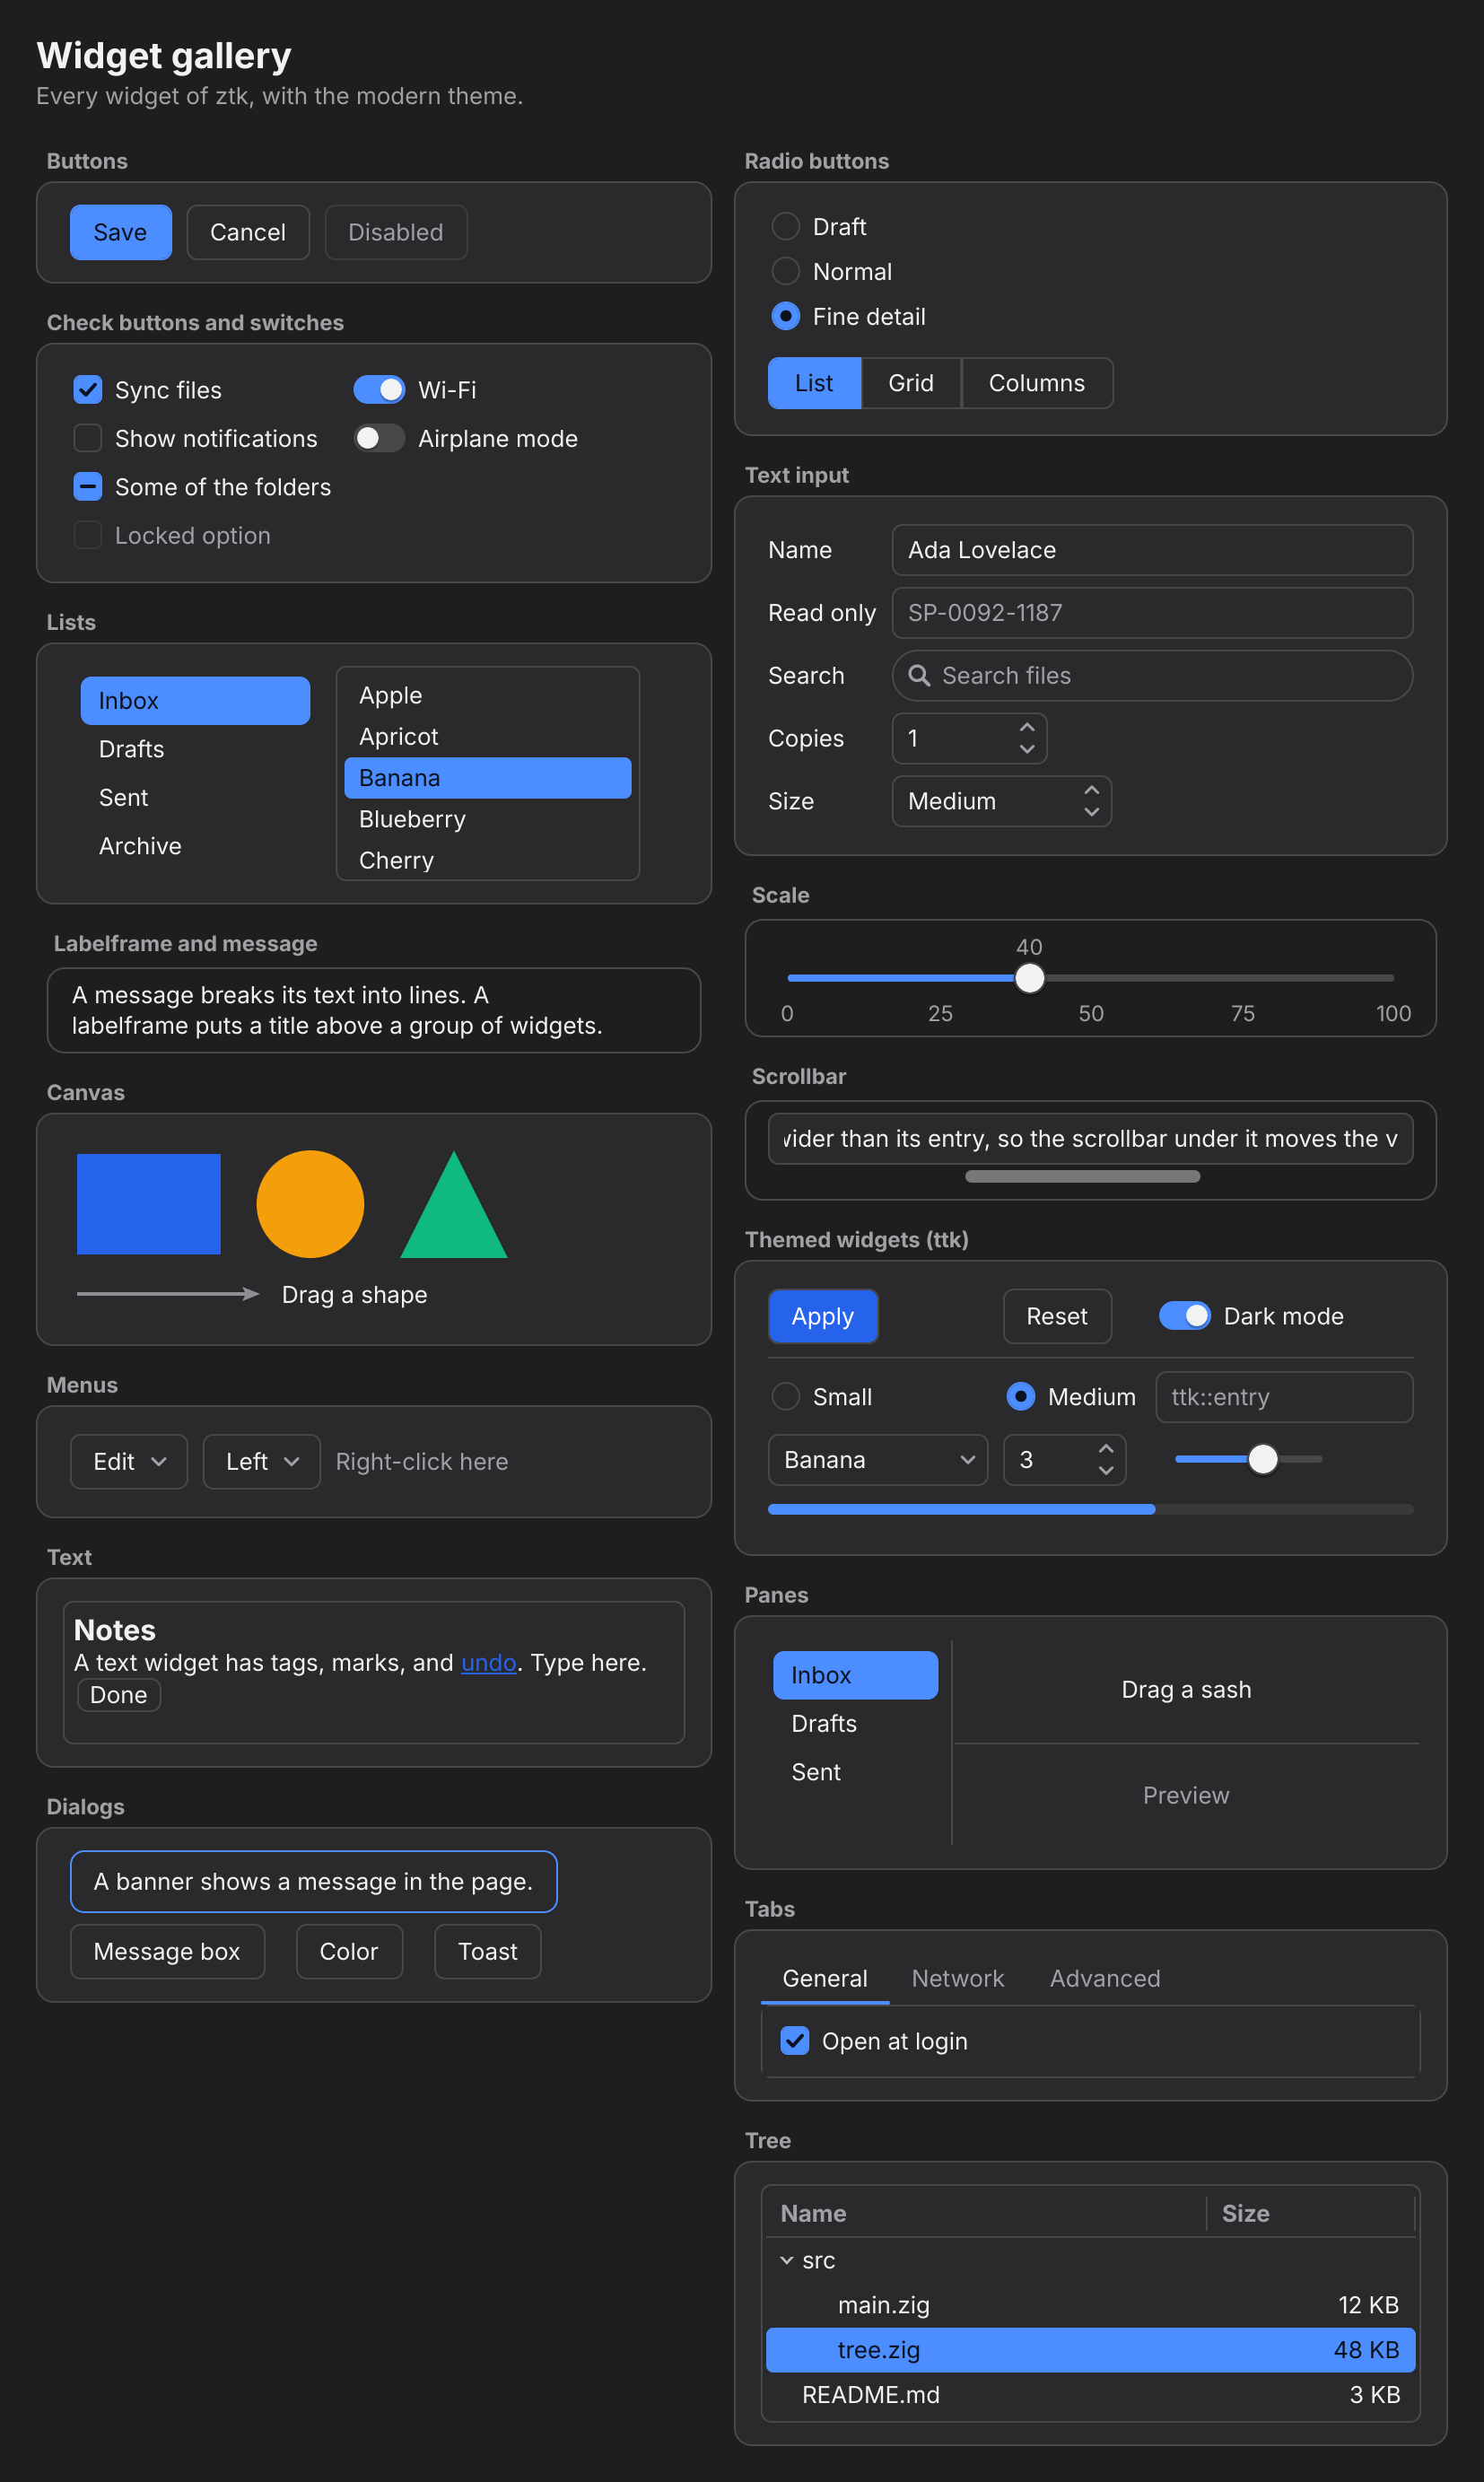 Widget gallery
Every widget of ztk, with the modern theme.
Buttons
Save
Cancel
Disabled
Check buttons and switches
Sync files
Wi-Fi
Show notifications
Airplane mode
Some of the folders
Locked option
Lists
Inbox
Drafts
Sent
Archive
Apple
Apricot
Banana
Blueberry
Cherry
Labelframe and message
A message breaks its text into lines. A
labelframe puts a title above a group of widgets.
Canvas
Drag a shape
Menus
Edit
Left
Right-click here
Text
Notes
A text widget has tags, marks, and undo. Type here.
Done
Dialogs
A banner shows a message in the page.
Message box
Color
Toast
Radio buttons
Draft
Normal
Fine detail
List
Grid
Columns
Text input
Name
Ada Lovelace
Read only
SP-0092-1187
Search
Search files
Copies
1
Size
Medium
Scale
40
0
25
50
75
100
Scrollbar
than its entry, so the scrollbar under it moves the v
Themed widgets (ttk)
Apply
Reset
Dark mode
Small
Medium
ttk::entry
Banana
3
Panes
Inbox
Drafts
Sent
Drag a sash
Preview
Tabs
General
Network
Advanced
Open at login
Tree
Name
Size
src
main.zig
12 KB
tree.zig
48 KB
README.md
3 KB